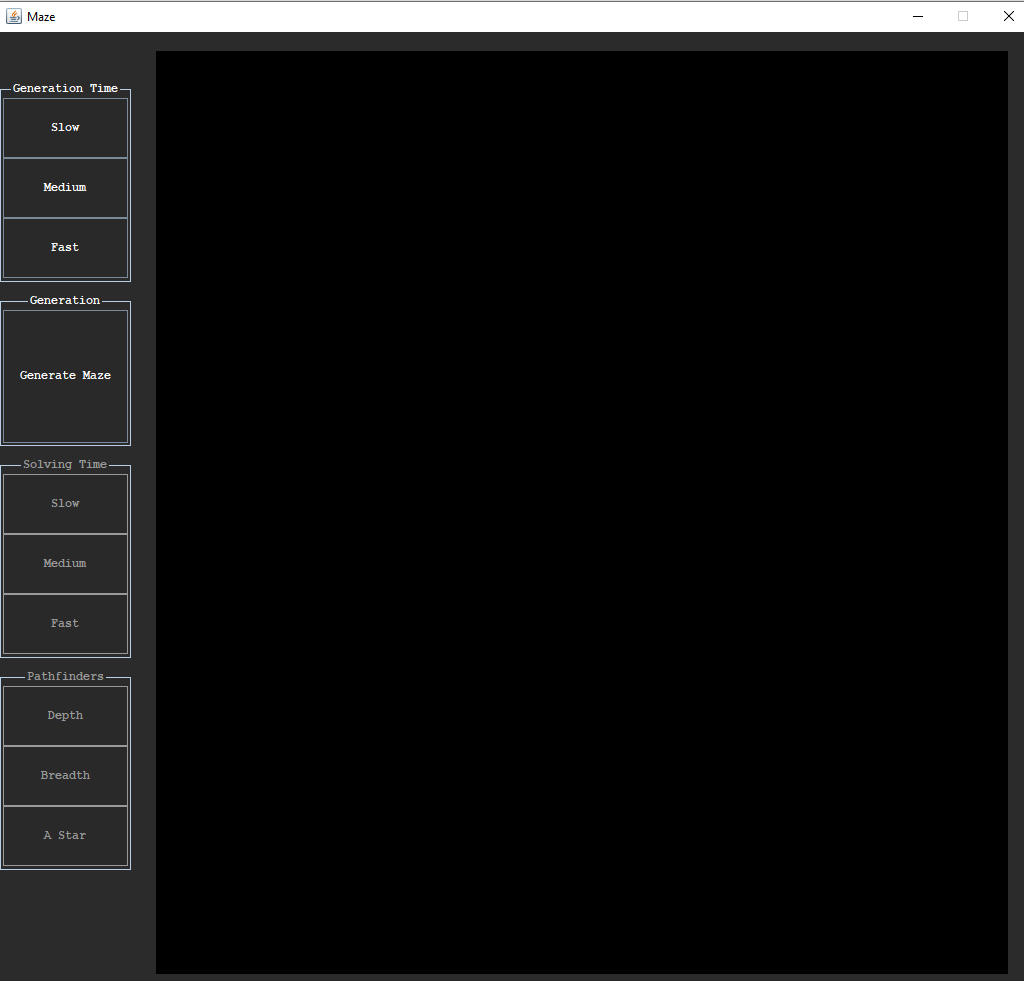 Maze
Generation Time
Slow
Medium
Fast
Generation
Generate Maze
Solving Time
Slow
Medium
Fast
Pathfinders
Depth
Breadth
A Star